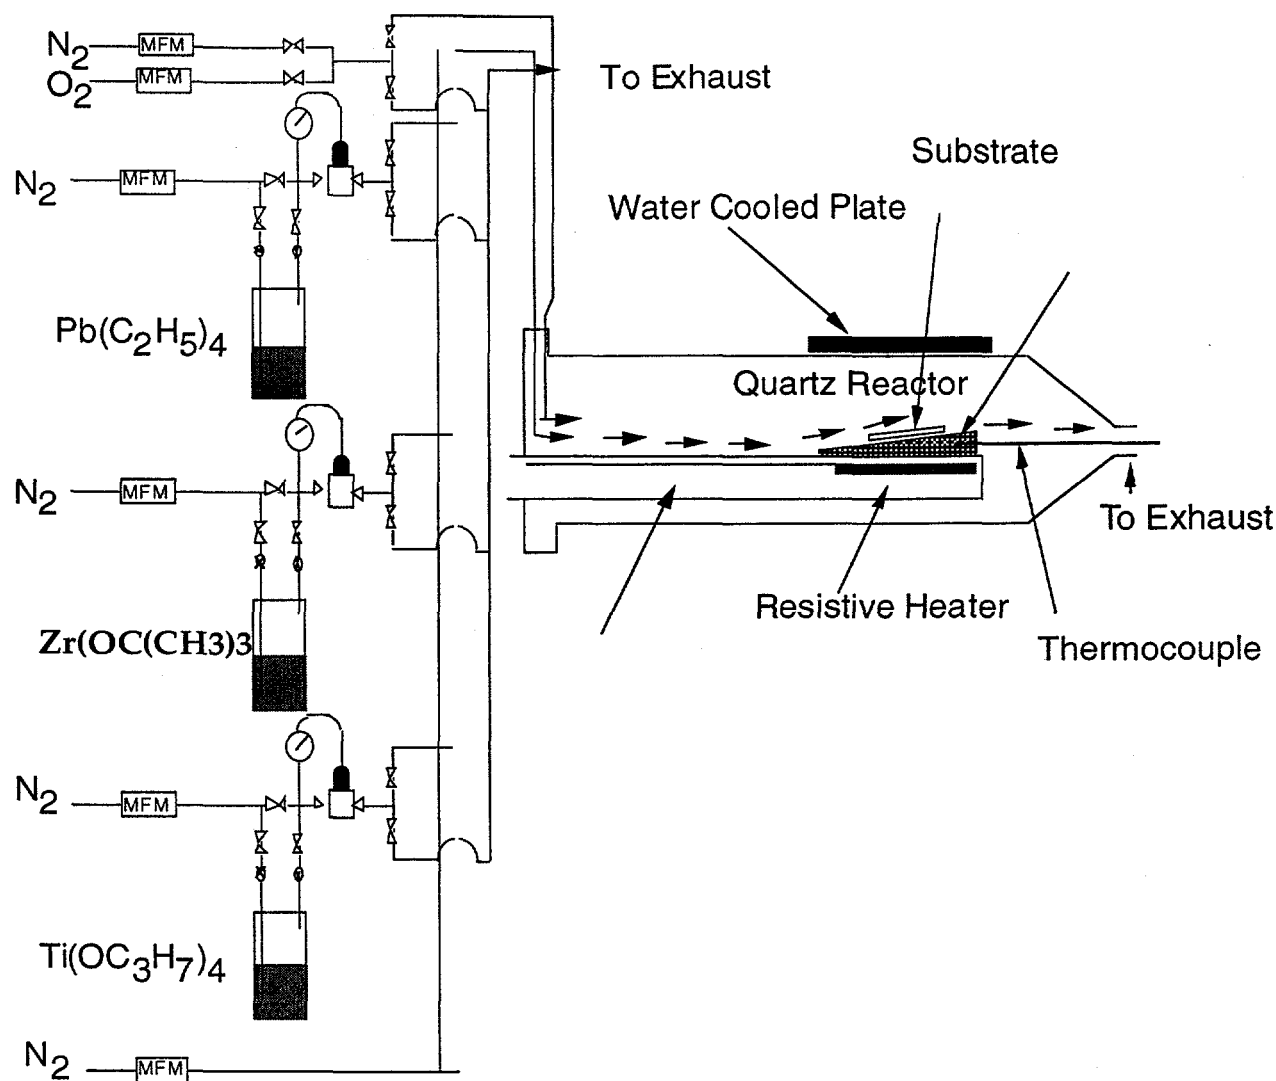 N2 MFM
O2 MFM
To Exhaust
N2 MFM
Substrate
Water Cooled Plate
Pb(C2H5)4
Quartz Reactor
N2 MFM
To Exhaust
Resistive Heater
Zr(OC(CH3)3
Thermocouple
N2 MFM
Ti(OC3H7)4
N2 MFM